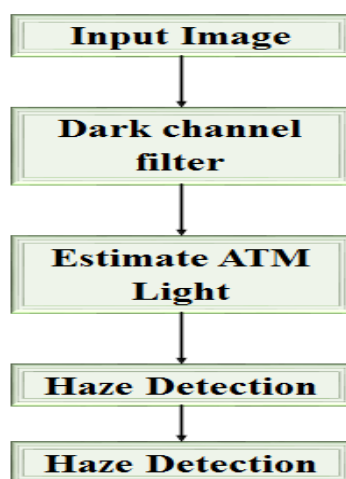 Input Image
Dark channel
filter
Estimate ATM
Light
Haze Detection
Haze Detection